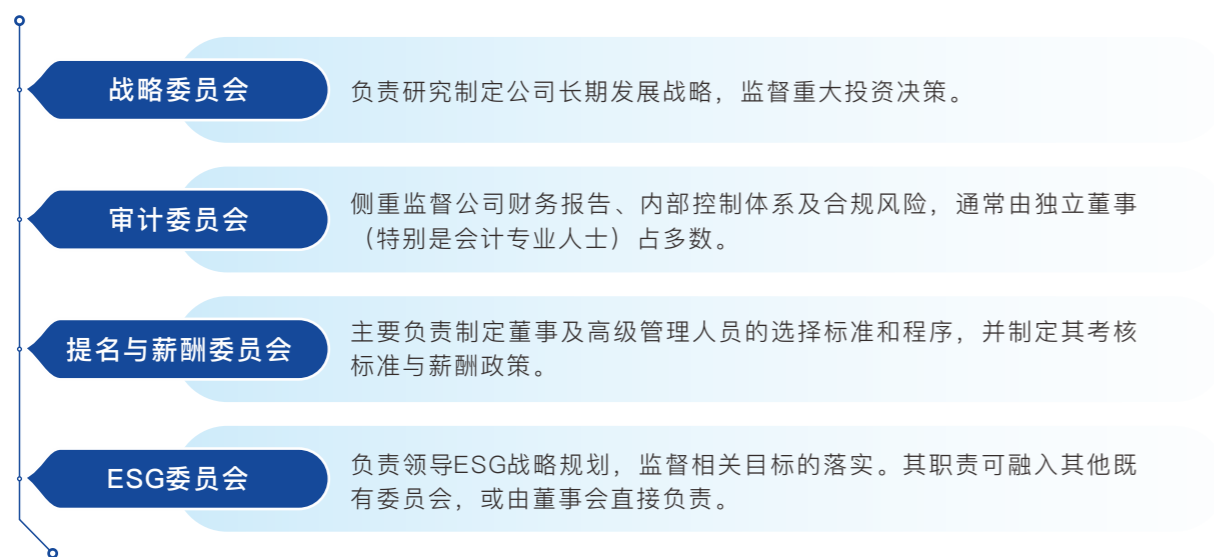 战略委员会
负责研究制定公司长期发展战略，监督重大投资决策。
审计委员会
侧重监督公司财务报告、内部控制体系及合规风险，通常由独立董事
（特别是会计专业人士）占多数。
提名与薪酬委员会
主要负责制定董事及高级管理人员的选择标准和程序，并制定其考核
标准与薪酬政策。
ESG委员会
负责领导ESG战略规划，监督相关目标的落实。其职责可融入其他既
有委员会，或由董事会直接负责。